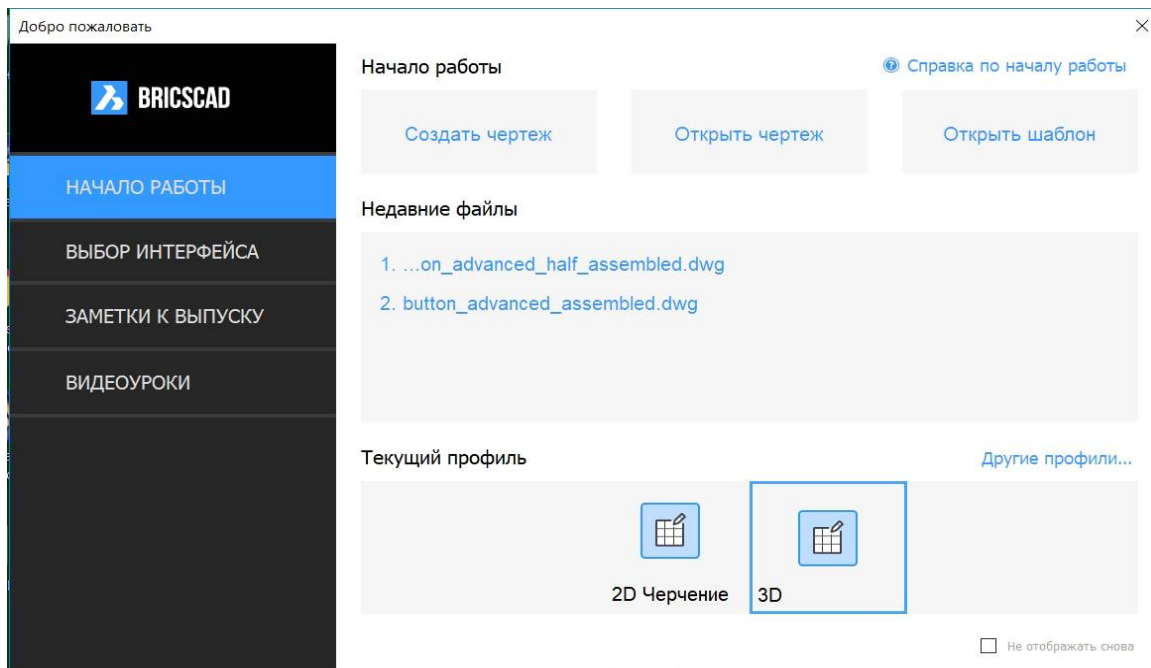 Добро пожаловать
BRICSCAD
НАЧАЛО РАБОТЫ
ВЫБОР ИНТЕРФЕЙСА
ЗАМЕТКИ К ВЫПУСКУ
ВИДЕОУРОКИ
Начало работы
Справка по началу работы
Создать чертеж
Открыть чертеж
Открыть шаблон
Недавние файлы
1. ...on_advanced_half_assembled.dwg
2. button_advanced_assembled.dwg
Текущий профиль
Другие профили...
2D Черчение
3D
Не отображать снова